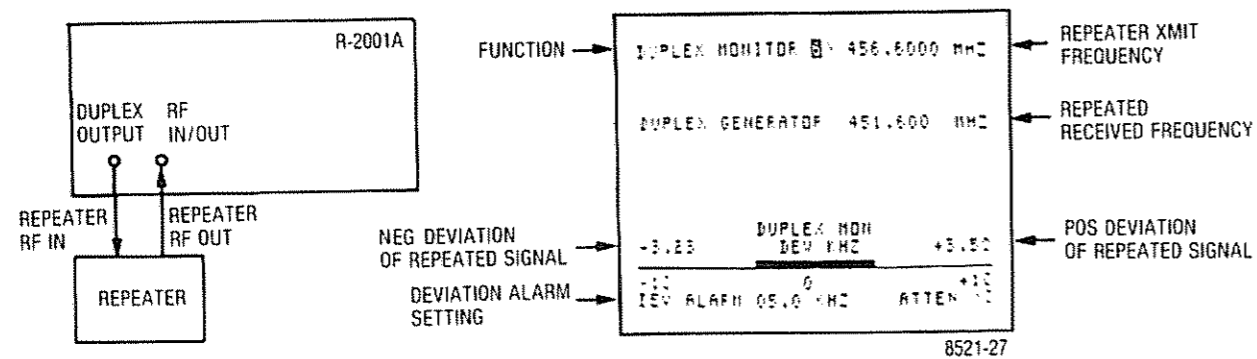 R-2001A
DUPLEX OUTPUT
RF IN/OUT
REPEATER RF IN
REPEATER RF OUT
REPEATER
FUNCTION
DUPLEX MONITOR 5> 456.6000 MHZ
REPEATER XMIT FREQUENCY
DUPLEX GENERATOR 451.600 MHZ
REPEATED RECEIVED FREQUENCY
NEG DEVIATION OF REPEATED SIGNAL
-3.23
DUPLEX MON
DEV KHZ
POS DEVIATION OF REPEATED SIGNAL
-10 0 +10
DEVIATION ALARM SETTING
DEV ALARM 05.0 KHZ ATTEN
8521-27